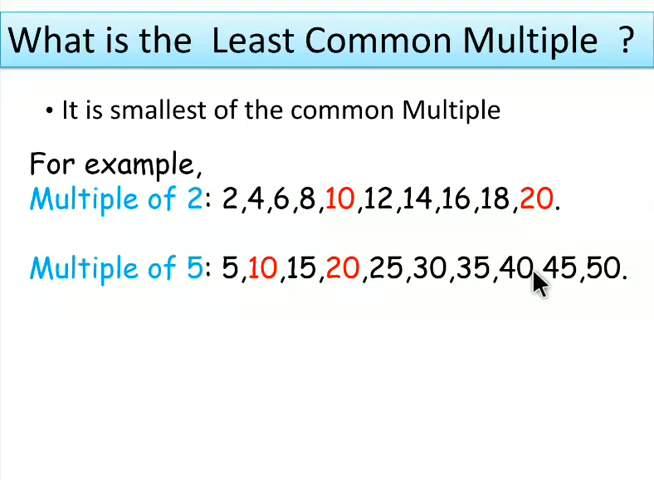 What is the Least Common Multiple ?
• It is smallest of the common Multiple
For example,
Multiple of 2: 2,4,6,8,10,12,14,16,18,20.
Multiple of 5: 5,10,15,20,25,30,35,40,45,50.